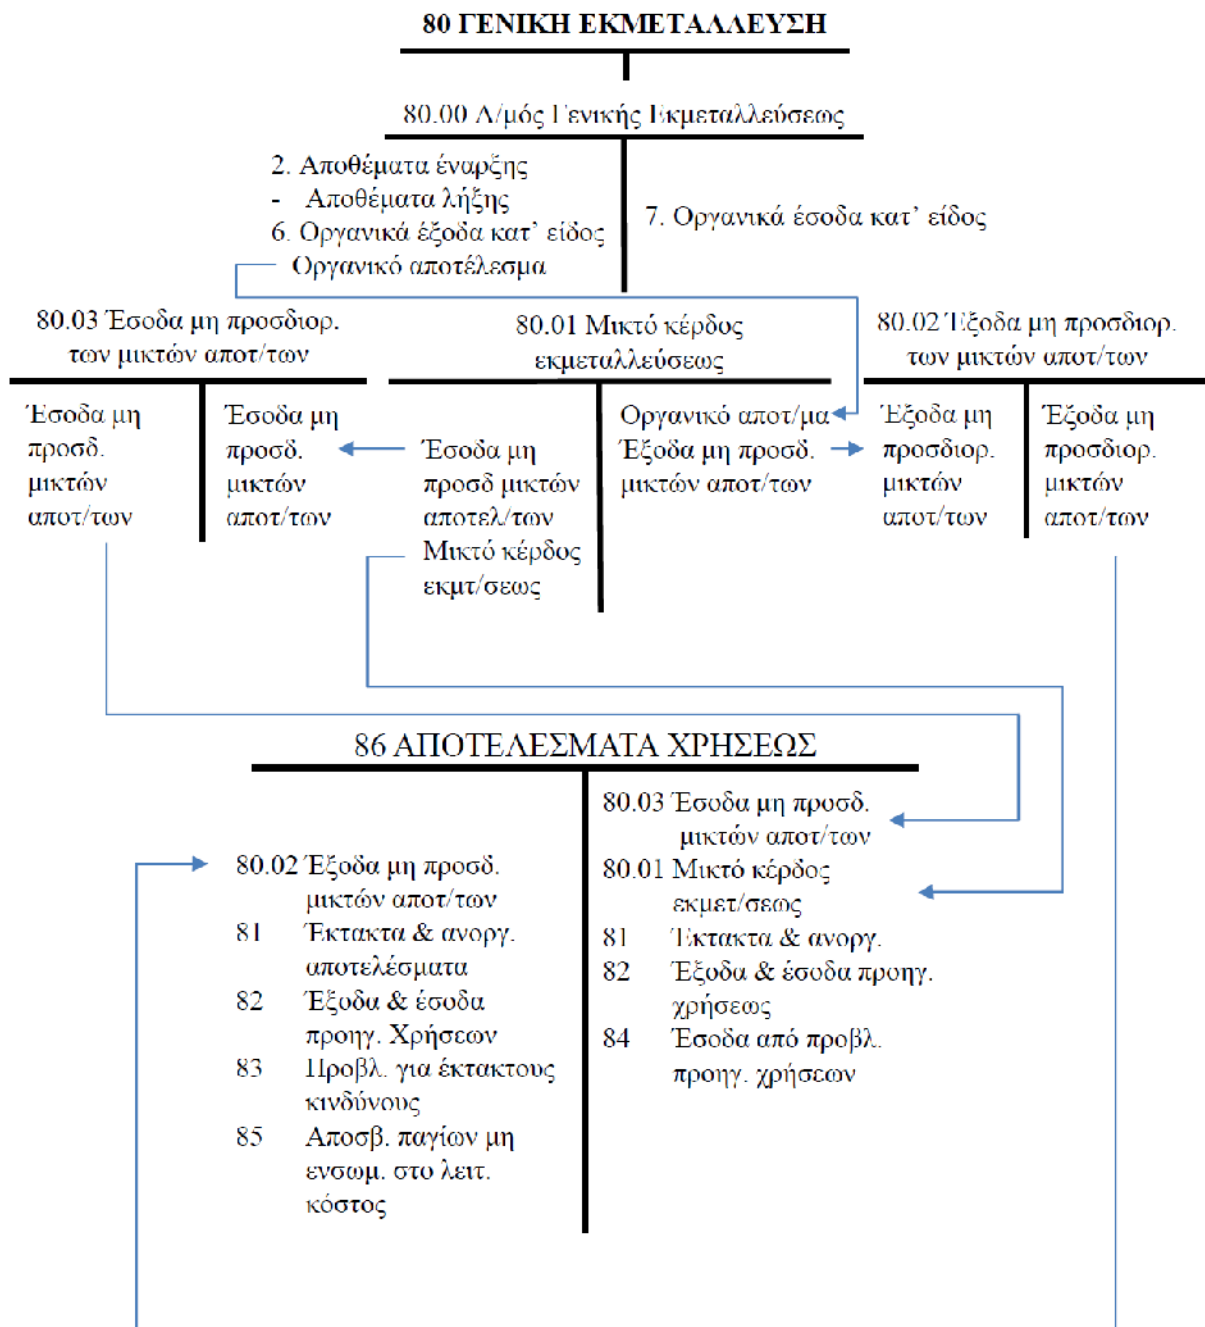 80 ΓΕΝΙΚΗ ΕΚΜΕΤΑΛΛΕΥΣΗ
80.00 Λ/μός Γενικής Εκμεταλλεύσεως
2. Αποθέματα έναρξης
- Αποθέματα λήξης
6. Οργανικά έξοδα κατ’ είδος
Οργανικό αποτέλεσμα
7. Οργανικά έσοδα κατ’ είδος
80.03 Έσοδα μη προσδιορ.
των μικτών αποτ/των
Έσοδα μη
προσδ.
μικτών
αποτ/των
Έσοδα μη
προσδ.
μικτών
αποτ/των
80.01 Μικτό κέρδος
εκμεταλλεύσεως
Έσοδα μη
προσδ μικτών
αποτελ/των
Μικτό κέρδος
εκμτ/σεως
Οργανικό αποτ/μα
Έξοδα μη προσδ.
μικτών αποτ/των
80.02 Έξοδα μη προσδιορ.
των μικτών αποτ/των
Έξοδα μη
προσδιορ.
μικτών
αποτ/των
Έξοδα μη
προσδιορ.
μικτών
αποτ/των
86 ΑΠΟΤΕΛΕΣΜΑΤΑ ΧΡΗΣΕΩΣ
80.02 Έξοδα μη προσδ.
μικτών αποτ/των
81 Έκτακτα & ανοργ.
αποτελέσματα
82 Έξοδα & έσοδα
προηγ. Χρήσεων
83 Προβλ. για έκτακτους
κινδύνους
85 Αποσβ. παγίων μη
ενσωμ. στο λειτ.
κόστος
80.03 Έσοδα μη προσδ.
μικτών αποτ/των
80.01 Μικτό κέρδος
εκμετ/σεως
81 Έκτακτα & ανοργ.
82 Έξοδα & έσοδα προηγ.
χρήσεως
84 Έσοδα από προβλ.
προηγ. χρήσεων